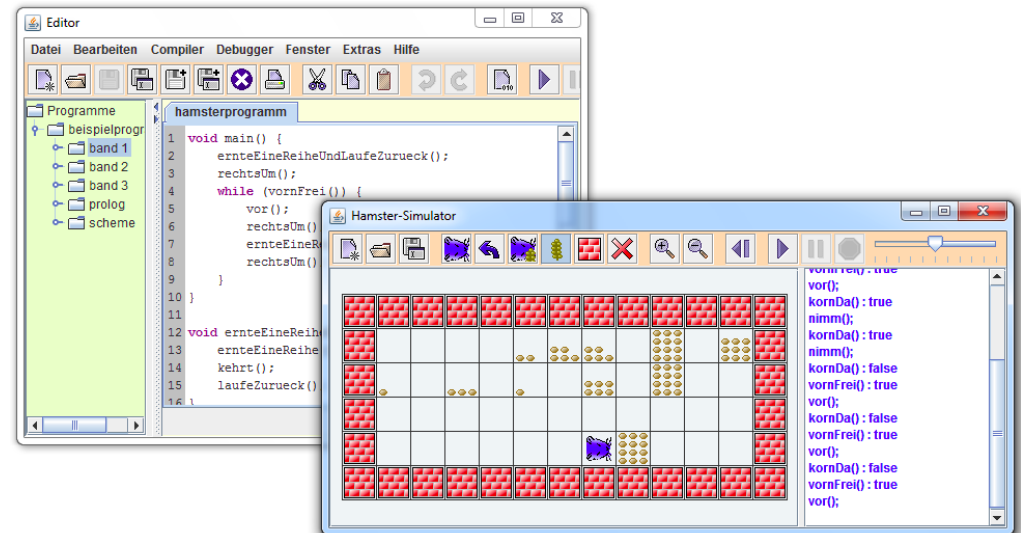 Editor
Datei Bearbeiten Compiler Debugger Fenster Extras Hilfe
Programme
beispielprogr
band 1
band 2
band 3
prolog
scheme
hamsterprogramm
1 void main() {
2 ernteEineReiheUndLaufeZurueck();
3 rechtsUm();
4 while (vornFrei()) {
5 vor();
6 rechtsUm()
7 ernteEineRe
8 rechtsUm()
9 }
10 }
11
12 void ernteEineReihe
13 ernteEineReihe
14 kehrt();
15 laufeZurueck()
16 }
Hamster-Simulator
vornFrei() : true
vor();
kornDa() : true
nimm();
kornDa() : true
nimm();
kornDa() : false
vornFrei() : true
vor();
kornDa() : false
vornFrei() : true
vor();
kornDa() : false
vornFrei() : true
vor();